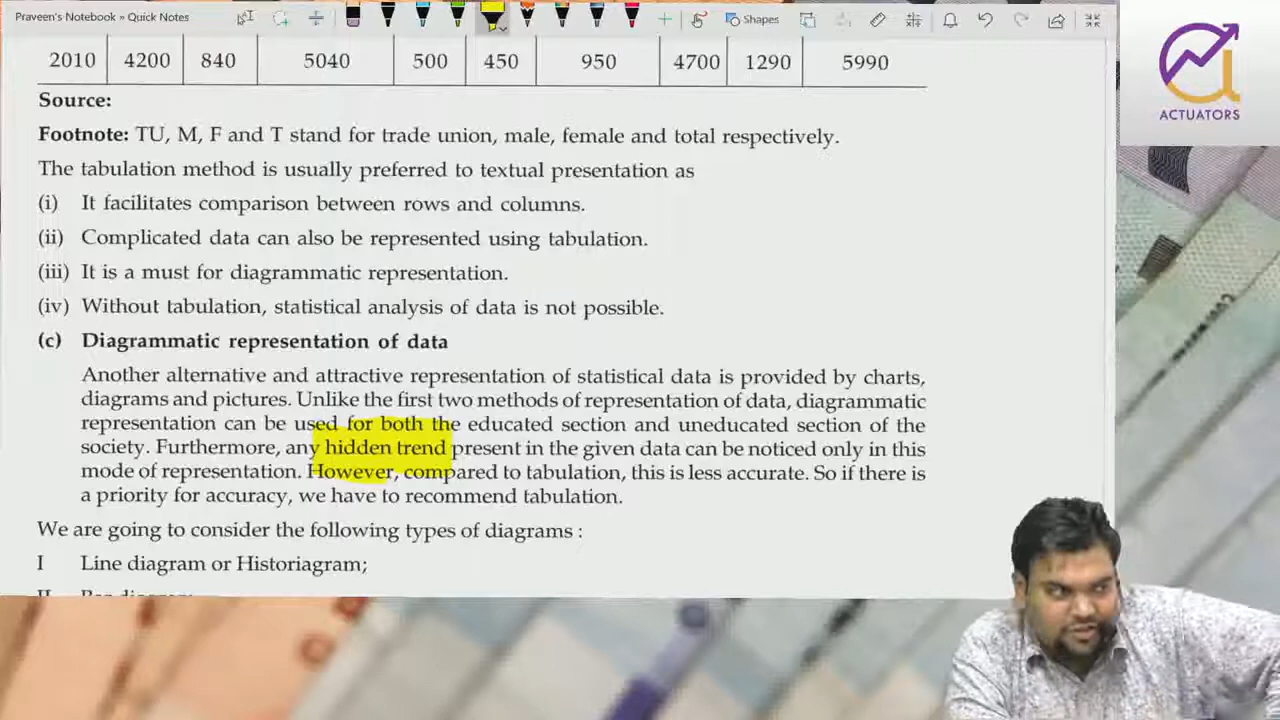 Praveen's Notebook » Quick Notes
Shapes
2010 4200 840 5040 500 450 950 4700 1290 5990
ACTUATORS
Source:
Footnote: TU, M, F and T stand for trade union, male, female and total respectively.
The tabulation method is usually preferred to textual presentation as
(i) It facilitates comparison between rows and columns.
(ii) Complicated data can also be represented using tabulation.
(iii) It is a must for diagrammatic representation.
(iv) Without tabulation, statistical analysis of data is not possible.
(c) Diagrammatic representation of data
Another alternative and attractive representation of statistical data is provided by charts,
diagrams and pictures. Unlike the first two methods of representation of data, diagrammatic
representation can be used for both the educated section and uneducated section of the
society. Furthermore, any hidden trend present in the given data can be noticed only in this
mode of representation. However, compared to tabulation, this is less accurate. So if there is
a priority for accuracy, we have to recommend tabulation.
We are going to consider the following types of diagrams :
I Line diagram or Historiagram;